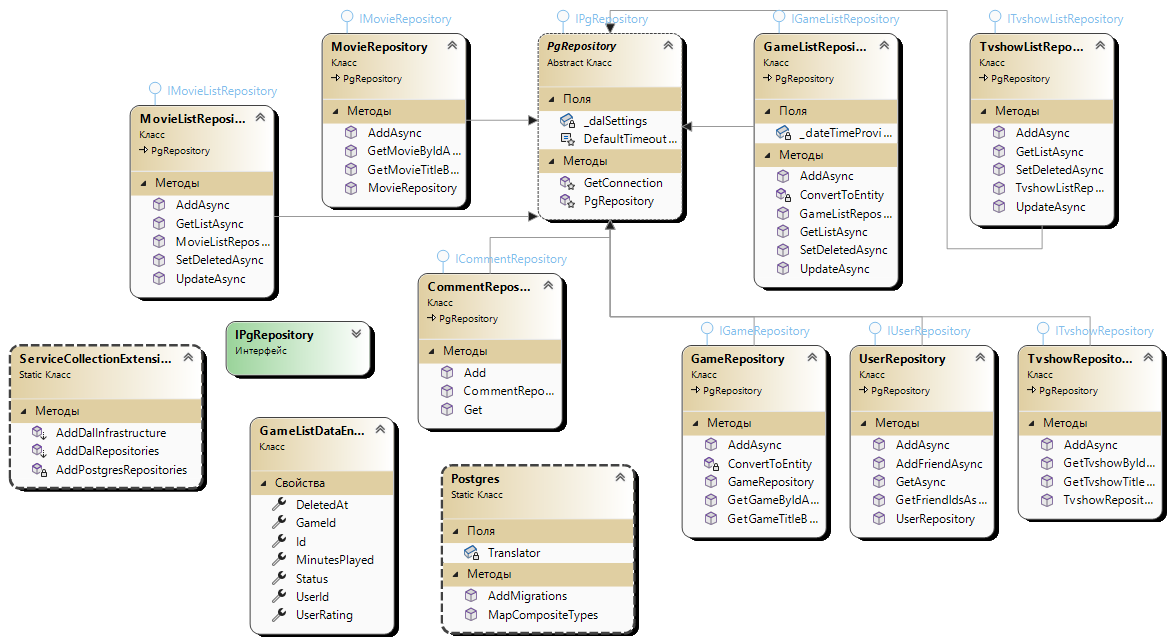 IMovieRepository
MovieRepository
Класс
PgRepository
Методы
AddAsync
GetMovieByIdA...
GetMovieTitleB...
MovieRepository
IPgRepository
PgRepository
Abstract Класс
Поля
_dalSettings
DefaultTimeout...
Методы
GetConnection
PgRepository
IGameListRepository
GameListReposi...
Класс
PgRepository
Поля
_dateTimeProvi...
Методы
AddAsync
ConvertToEntity
GameListRepos...
GetListAsync
SetDeletedAsync
UpdateAsync
ITvshowListRepository
TvshowListRepo...
Класс
PgRepository
Методы
AddAsync
GetListAsync
SetDeletedAsync
TvshowListRep...
UpdateAsync
IMovieListRepository
MovieListReposi...
Класс
PgRepository
Методы
AddAsync
GetListAsync
MovieListRepos...
SetDeletedAsync
UpdateAsync
ICommentRepository
CommentRepos...
Класс
PgRepository
Методы
Add
CommentRepo...
Get
IPgRepository
Интерфейс
ServiceCollectionExtensi...
Static Класс
Методы
AddDalInfrastructure
AddDalRepositories
AddPostgresRepositories
GameListDataEn...
Класс
Свойства
DeletedAt
GameId
Id
MinutesPlayed
Status
UserId
UserRating
Postgres
Static Класс
Поля
Translator
Методы
AddMigrations
MapCompositeTypes
IGameRepository
GameRepository
Класс
PgRepository
Методы
AddAsync
ConvertToEntity
GameRepository
GetGameByIdA...
GetGameTitleB...
IUserRepository
UserRepository
Класс
PgRepository
Методы
AddAsync
AddFriendAsync
GetAsync
GetFriendIdsAs...
UserRepository
ITvshowRepository
TvshowReposito...
Класс
PgRepository
Методы
AddAsync
GetTvshowById...
GetTvshowTitle...
TvshowReposit...